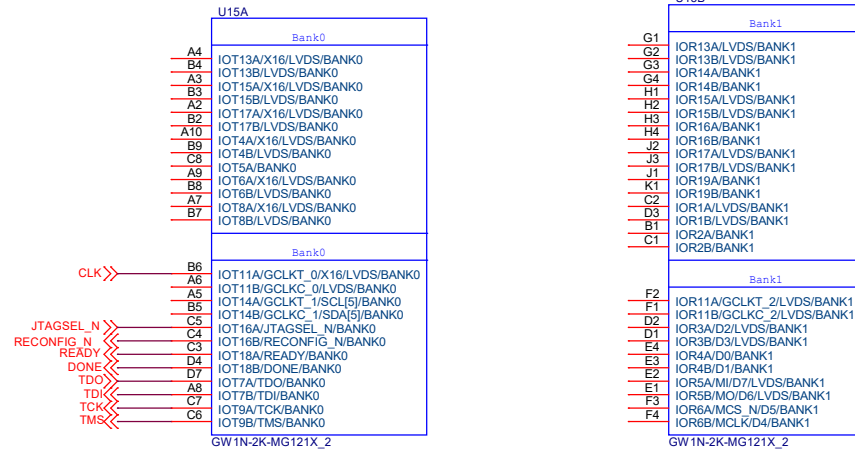 U15A
Bank0
A4 IOT13A/X16/LVDS/BANK0
B4 IOT13B/LVDS/BANK0
A3 IOT15A/X16/LVDS/BANK0
B3 IOT15B/LVDS/BANK0
A2 IOT17A/X16/LVDS/BANK0
B2 IOT17B/LVDS/BANK0
A10 IOT4A/X16/LVDS/BANK0
B9 IOT4B/LVDS/BANK0
C8 IOT5A/BANK0
A9 IOT6A/X16/LVDS/BANK0
B8 IOT6B/LVDS/BANK0
A7 IOT8A/X16/LVDS/BANK0
B7 IOT8B/LVDS/BANK0
Bank0
CLK B6 IOT11A/GCLKT_0/X16/LVDS/BANK0
A6 IOT11B/GCLKC_0/LVDS/BANK0
A5 IOT14A/GCLKT_1/SCL[5]/BANK0
B5 IOT14B/GCLKC_1/SDA[5]/BANK0
JTAGSEL_N C5 IOT16A/JTAGSEL_N/BANK0
RECONFIG_N C4 IOT16B/RECONFIG_N/BANK0
READY C3 IOT18A/READY/BANK0
DONE D4 IOT18B/DONE/BANK0
TDO D7 IOT7A/TDO/BANK0
TDI A8 IOT7B/TDI/BANK0
TCK C7 IOT9A/TCK/BANK0
TMS C6 IOT9B/TMS/BANK0
GW1N-2K-MG121X_2
Bank1
G1 IOR13A/LVDS/BANK1
G2 IOR13B/LVDS/BANK1
G3 IOR14A/BANK1
G4 IOR14B/BANK1
H1 IOR15A/LVDS/BANK1
H2 IOR15B/LVDS/BANK1
H3 IOR16A/BANK1
H4 IOR16B/BANK1
J2 IOR17A/LVDS/BANK1
J3 IOR17B/LVDS/BANK1
J1 IOR19A/BANK1
K1 IOR19B/BANK1
C2 IOR1A/LVDS/BANK1
D3 IOR1B/LVDS/BANK1
B1 IOR2A/BANK1
C1 IOR2B/BANK1
Bank1
F2 IOR11A/GCLKT_2/LVDS/BANK1
F1 IOR11B/GCLKC_2/LVDS/BANK1
D2 IOR3A/D2/LVDS/BANK1
D1 IOR3B/D3/LVDS/BANK1
E4 IOR4A/D0/BANK1
E3 IOR4B/D1/BANK1
E2 IOR5A/MI/D7/LVDS/BANK1
E1 IOR5B/MO/D6/LVDS/BANK1
F3 IOR6A/MCS_N/D5/BANK1
F4 IOR6B/MCLK/D4/BANK1
GW1N-2K-MG121X_2